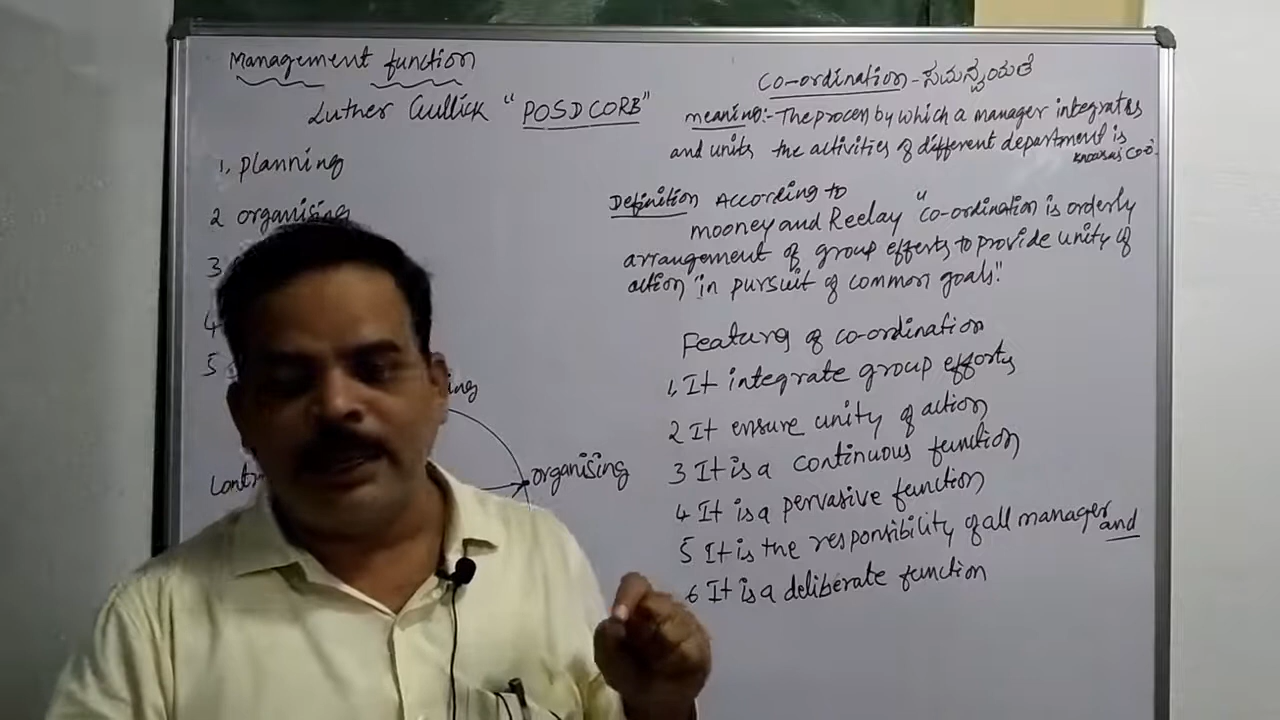 Management function
Luther Gullick "POSDCORB"
1, planning
2 organising
3
4
5
ing
organising
Contr
Co-ordination - ಸಮನ್ವಯತೆ
meaning:- The process by which a manager integrates
and units the activities of different department is
known as Co-o.
Definition According to
mooney and Reelay "co-ordination is orderly
arrangement of group efforts to provide unity of
action in pursuit of common goals."
Features of co-ordination
1, It integrate group efforts
2 It ensure unity of action
3 It is a continuous function
4 It is a pervasive function
5 It is the responsibility of all manager and
6 It is a deliberate function